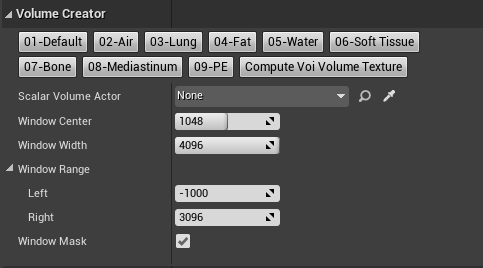 Volume Creator
01-Default 02-Air 03-Lung 04-Fat 05-Water 06-Soft Tissue
07-Bone 08-Mediastinum 09-PE Compute Voi Volume Texture
Scalar Volume Actor None
Window Center 1048
Window Width 4096
Window Range
Left -1000
Right 3096
Window Mask